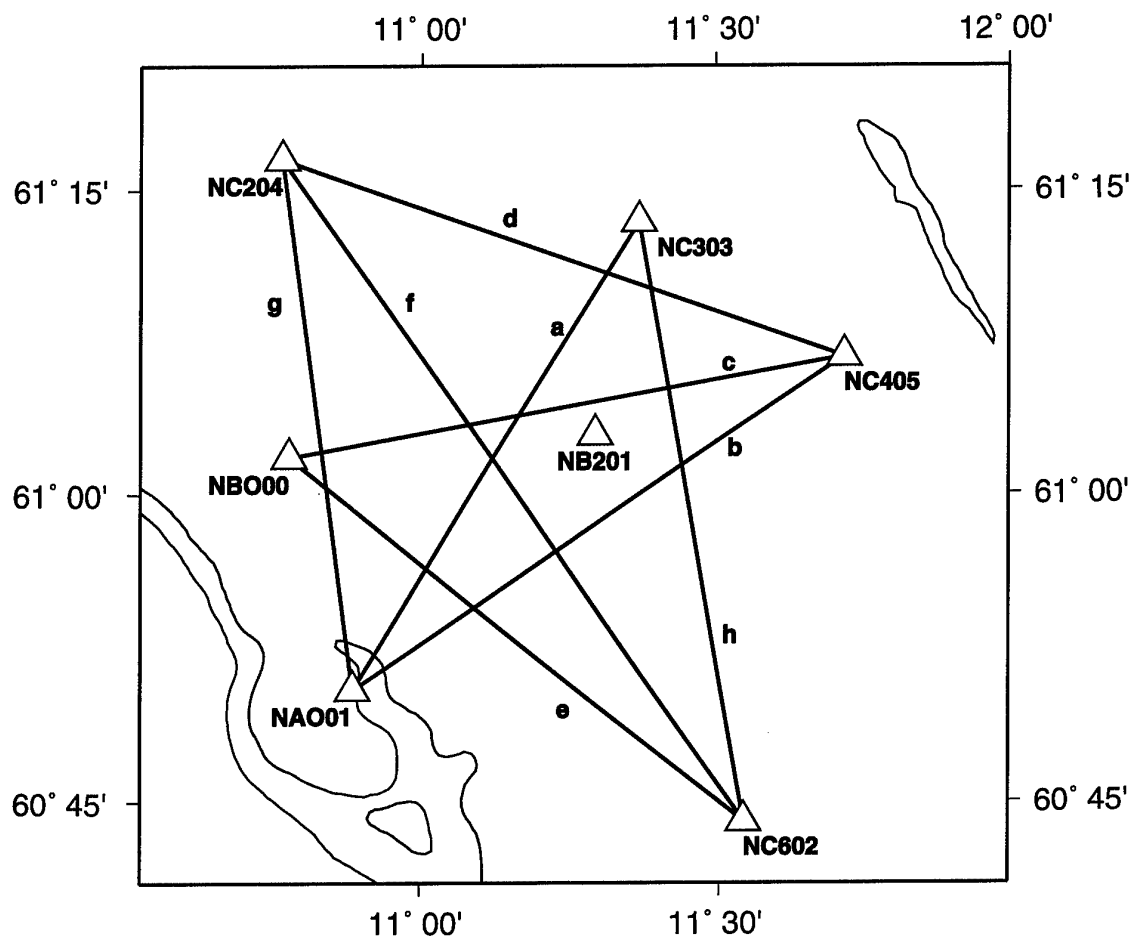 11° 00'
11° 30'
12° 00'
61° 15'
61° 15'
NC204
d
NC303
g
f
a
c
NC405
b
NB201
NBO00
61° 00'
61° 00'
h
NAO01
e
60° 45'
60° 45'
NC602
11° 00'
11° 30'